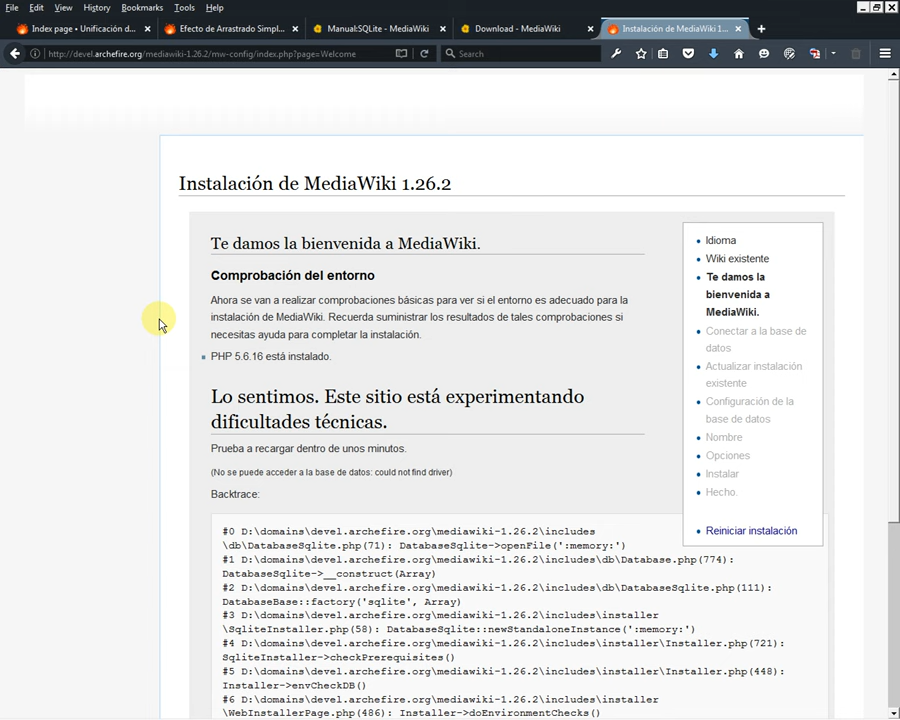 File Edit View History Bookmarks Tools Help
Index page • Unificación d... × Efecto de Arrastrado Simpl... × Manual:SQLite - MediaWiki × Download - MediaWiki × Instalación de MediaWiki 1... ×
http://devel.archefire.org/mediawiki-1.26.2/mw-config/index.php?page=Welcome
Search
Instalación de MediaWiki 1.26.2
Te damos la bienvenida a MediaWiki.
Comprobación del entorno
Ahora se van a realizar comprobaciones básicas para ver si el entorno es adecuado para la
instalación de MediaWiki. Recuerda suministrar los resultados de tales comprobaciones si
necesitas ayuda para completar la instalación.
PHP 5.6.16 está instalado.
Lo sentimos. Este sitio está experimentando
dificultades técnicas.
Prueba a recargar dentro de unos minutos.
(No se puede acceder a la base de datos: could not find driver)
Backtrace:
#0 D:\domains\devel.archefire.org\mediawiki-1.26.2\includes
\db\DatabaseSqlite.php(71): DatabaseSqlite->openFile(':memory:')
#1 D:\domains\devel.archefire.org\mediawiki-1.26.2\includes\db\Database.php(774):
DatabaseSqlite->__construct(Array)
#2 D:\domains\devel.archefire.org\mediawiki-1.26.2\includes\db\DatabaseSqlite.php(111):
DatabaseBase::factory('sqlite', Array)
#3 D:\domains\devel.archefire.org\mediawiki-1.26.2\includes\installer
\SqliteInstaller.php(58): DatabaseSqlite::newStandaloneInstance(':memory:')
#4 D:\domains\devel.archefire.org\mediawiki-1.26.2\includes\installer\Installer.php(721):
SqliteInstaller->checkPrerequisites()
#5 D:\domains\devel.archefire.org\mediawiki-1.26.2\includes\installer\Installer.php(448):
Installer->envCheckDB()
#6 D:\domains\devel.archefire.org\mediawiki-1.26.2\includes\installer
\WebInstallerPage.php(486): Installer->doEnvironmentChecks()
Idioma
Wiki existente
Te damos la
bienvenida a
MediaWiki.
Conectar a la base de
datos
Actualizar instalación
existente
Configuración de la
base de datos
Nombre
Opciones
Instalar
Hecho.
Reiniciar instalación